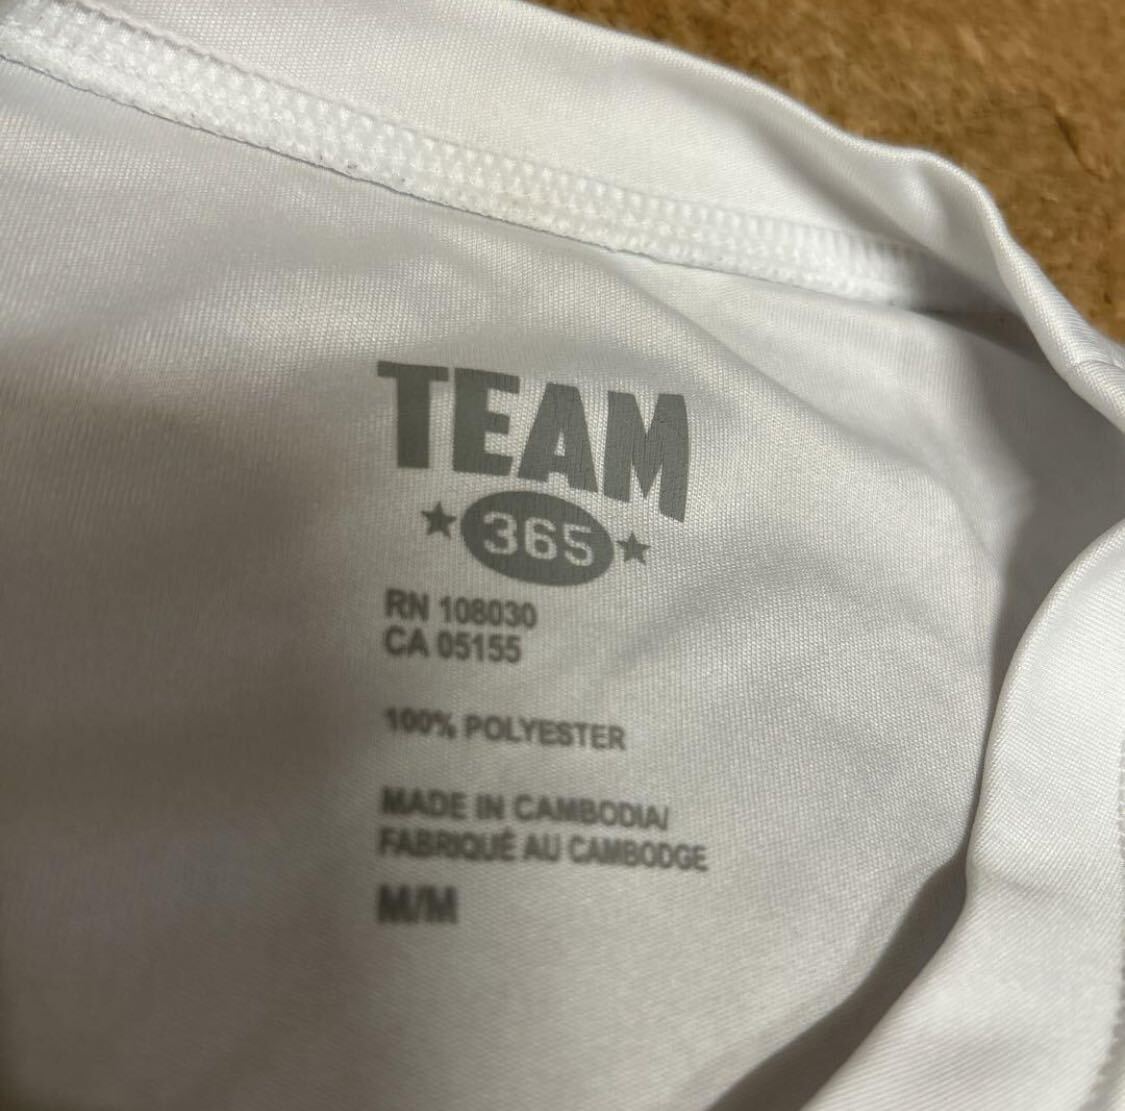 TEAM
★365★
RN 108030
CA 05155
100% POLYESTER
MADE IN CAMBODIA/
FABRIQUÉ AU CAMBODGE
M/M